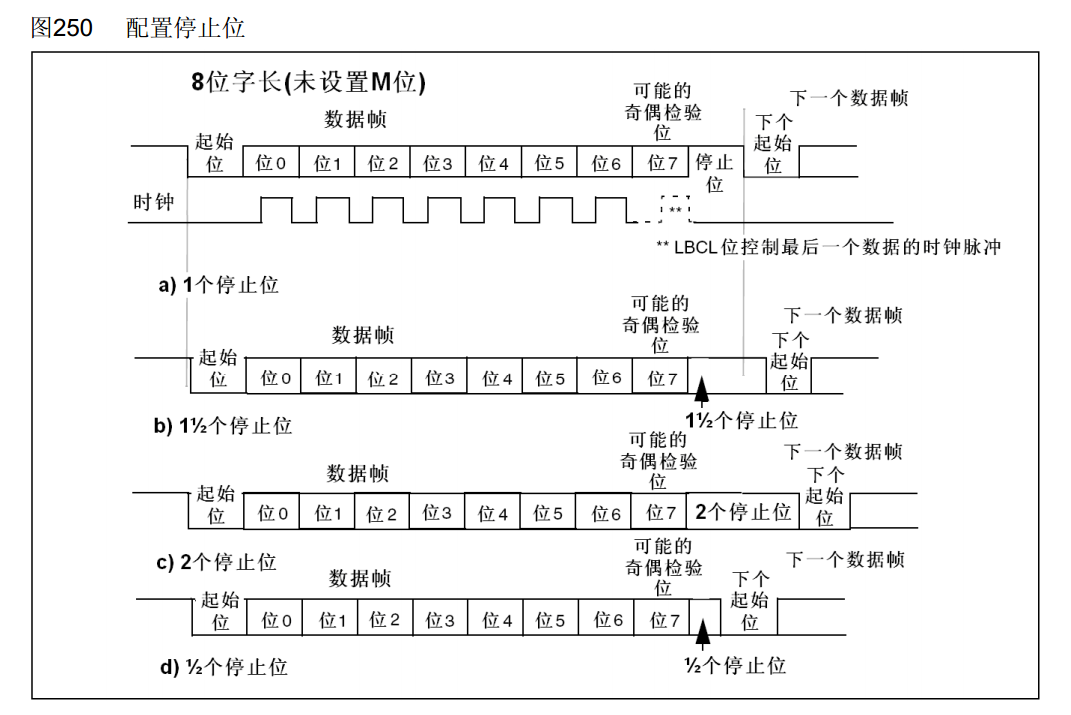 图250 配置停止位
8位字长(未设置M位)
数据帧
可能的
奇偶检验
位
下一个数据帧
下个
起始
位
起始
位
位0 位1 位2 位3 位4 位5 位6 位7
停止
位
时钟
**
** LBCL位控制最后一个数据的时钟脉冲
a) 1个停止位
数据帧
可能的
奇偶检验
位
下一个数据帧
下个
起始
位
起始
位
位0 位1 位2 位3 位4 位5 位6 位7
1½个停止位
b) 1½个停止位
数据帧
可能的
奇偶检验
位
下一个数据帧
下个
起始
位
起始
位
位0 位1 位2 位3 位4 位5 位6 位7 2个停止位
c) 2个停止位
数据帧
可能的
奇偶检验
位
下一个数据帧
下个
起始
位
起始
位
位0 位1 位2 位3 位4 位5 位6 位7
½个停止位
d) ½个停止位